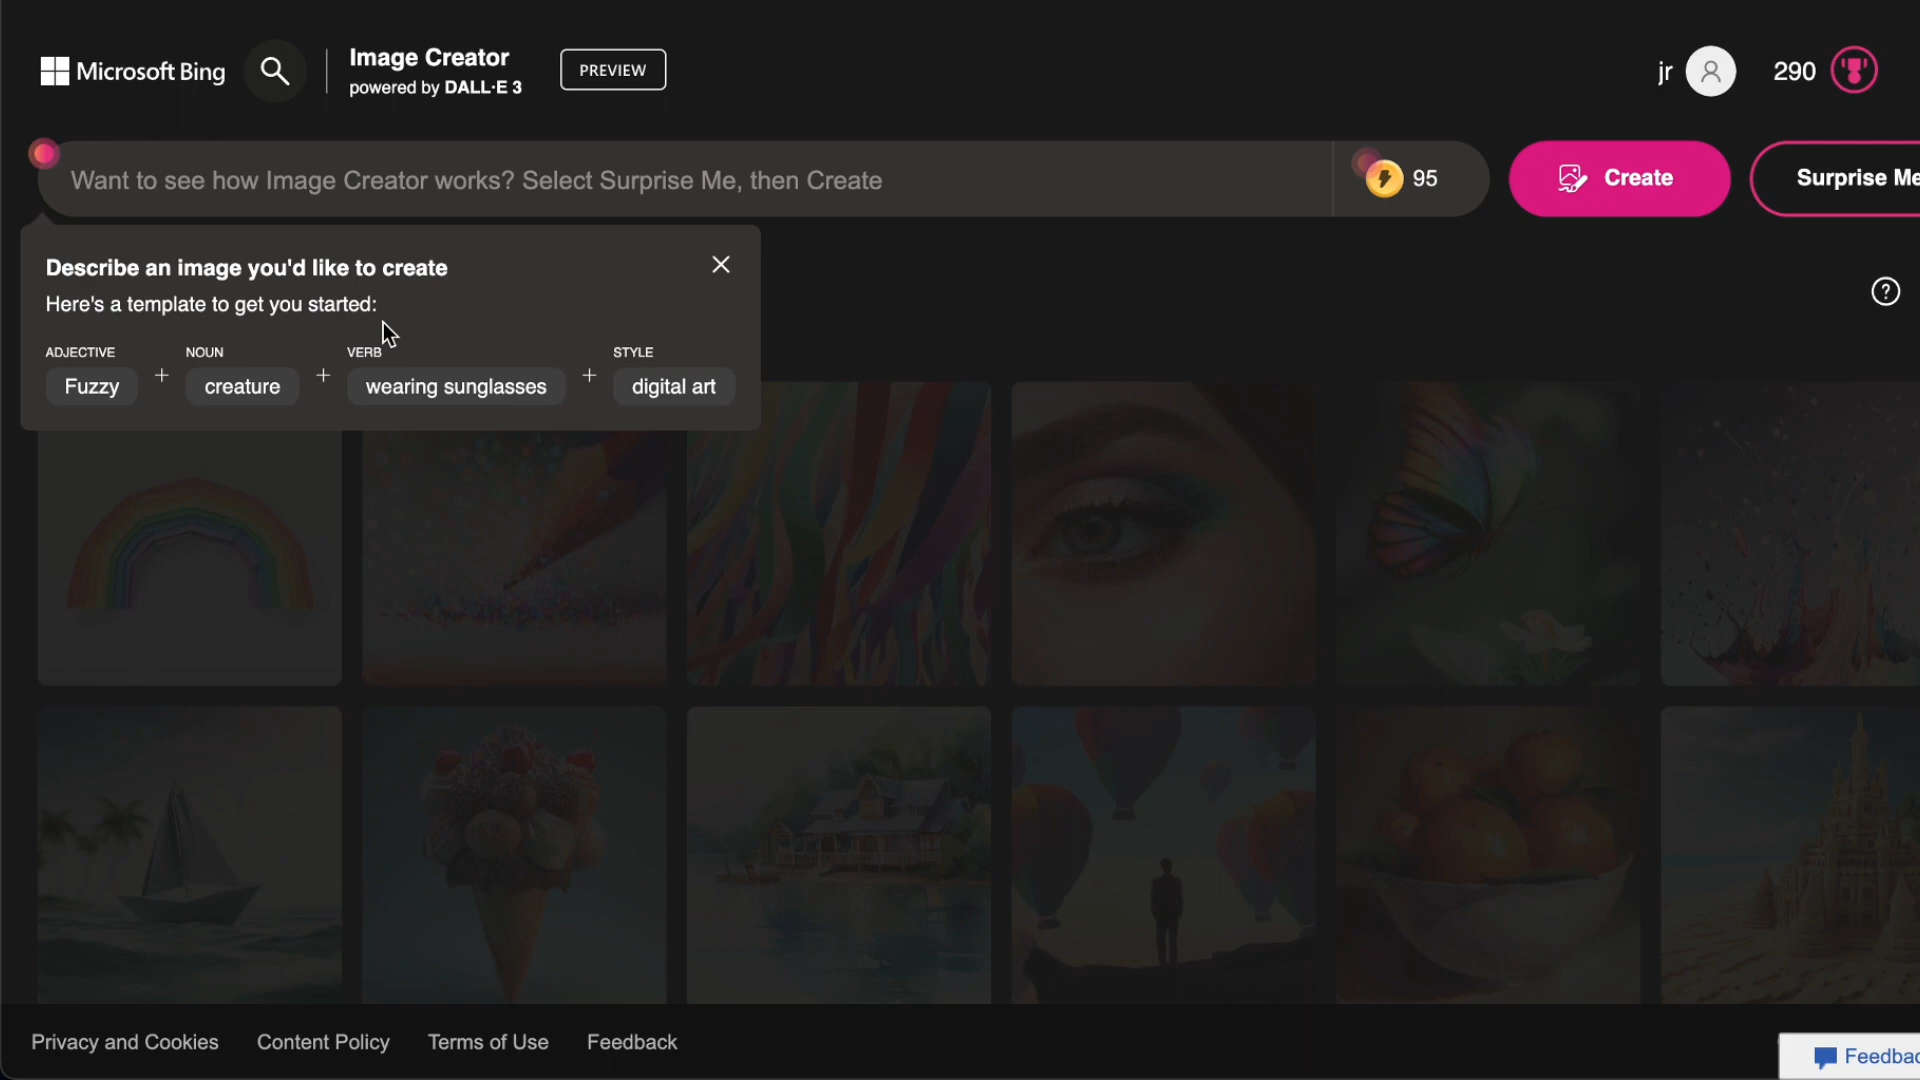 Microsoft Bing
Image Creator
powered by DALL·E 3
PREVIEW
jr
290
Want to see how Image Creator works? Select Surprise Me, then Create
95
Create
Surprise Me
Describe an image you'd like to create
Here's a template to get you started:
ADJECTIVE NOUN VERB STYLE
Fuzzy + creature + wearing sunglasses + digital art
Privacy and Cookies Content Policy Terms of Use Feedback
Feedbac